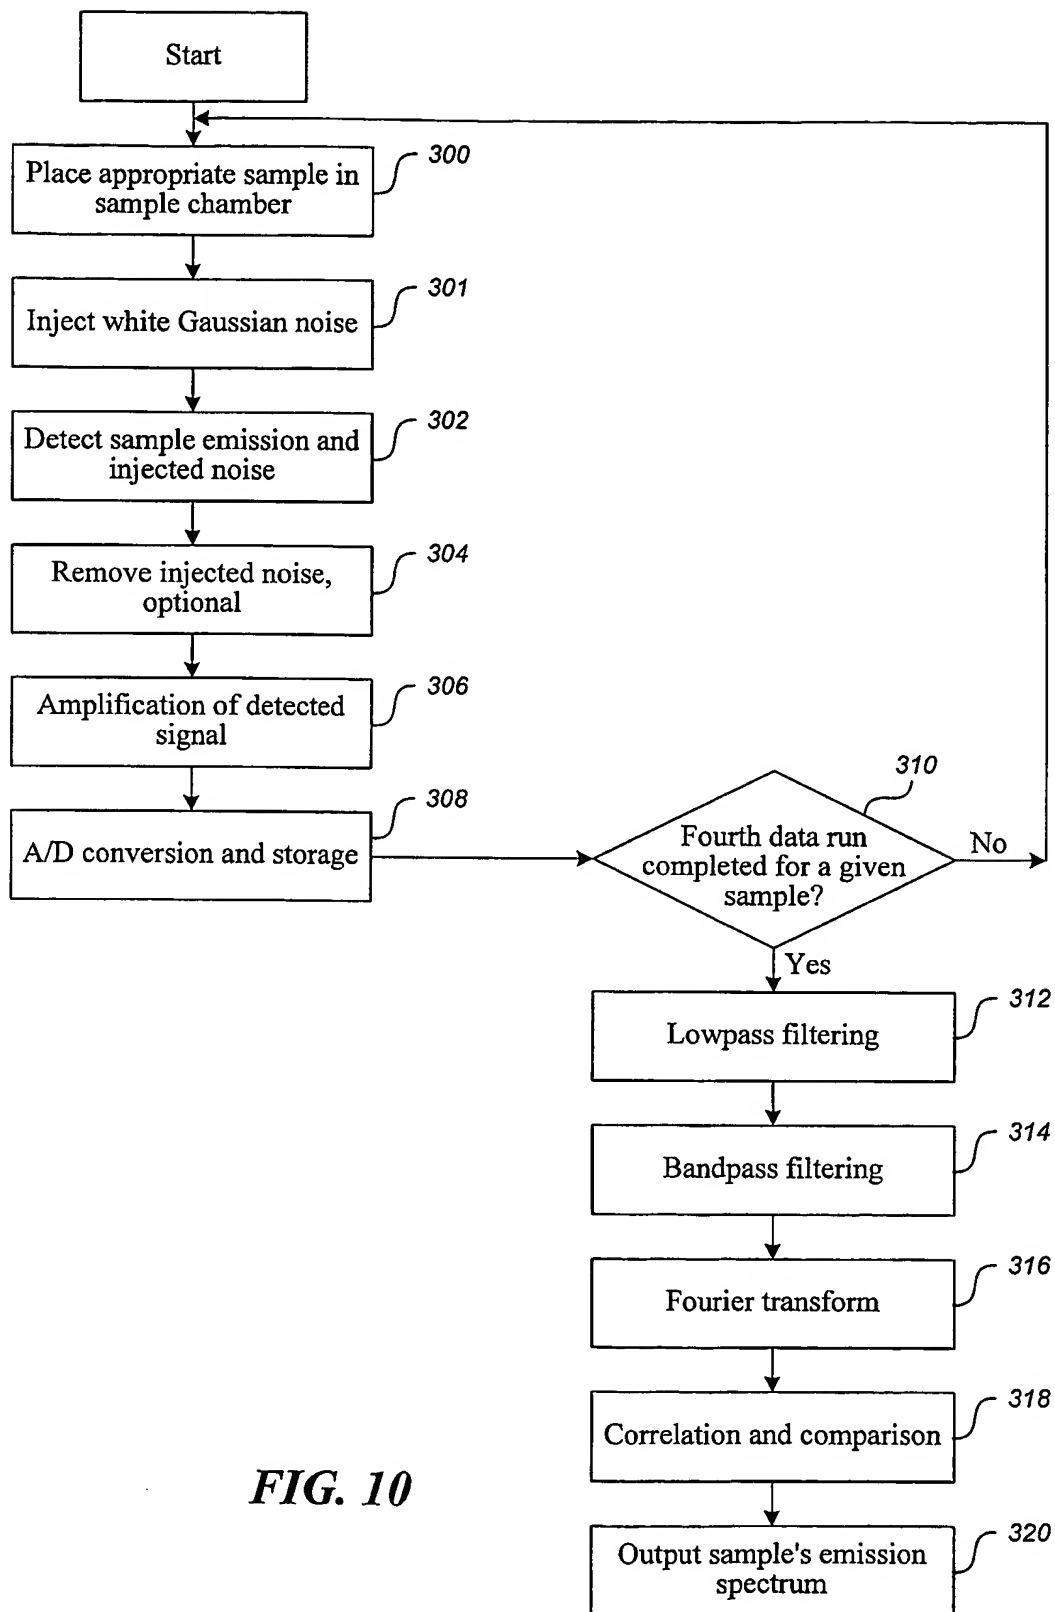 Start
Place appropriate sample in
sample chamber
300
Inject white Gaussian noise
301
Detect sample emission and
injected noise
302
Remove injected noise,
optional
304
Amplification of detected
signal
306
A/D conversion and storage
308
Fourth data run
completed for a given
sample?
310
No
Yes
Lowpass filtering
312
Bandpass filtering
314
Fourier transform
316
Correlation and comparison
318
Output sample's emission
spectrum
320
FIG. 10